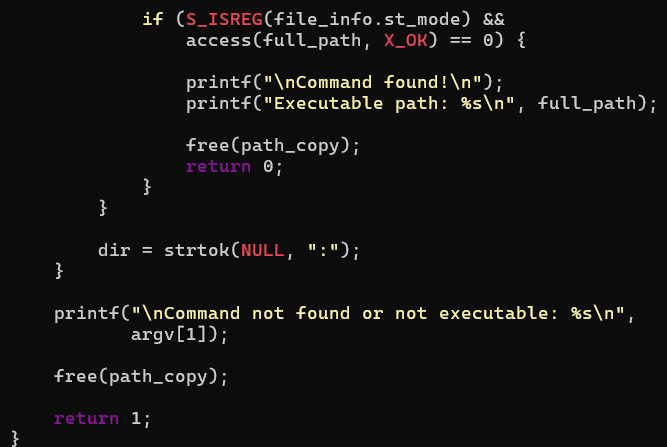 if (S_ISREG(file_info.st_mode) &&
                access(full_path, X_OK) == 0) {

                printf("\nCommand found!\n");
                printf("Executable path: %s\n", full_path);

                free(path_copy);
                return 0;
            }
        }

        dir = strtok(NULL, ":");
    }

    printf("\nCommand not found or not executable: %s\n",
           argv[1]);

    free(path_copy);

    return 1;
}